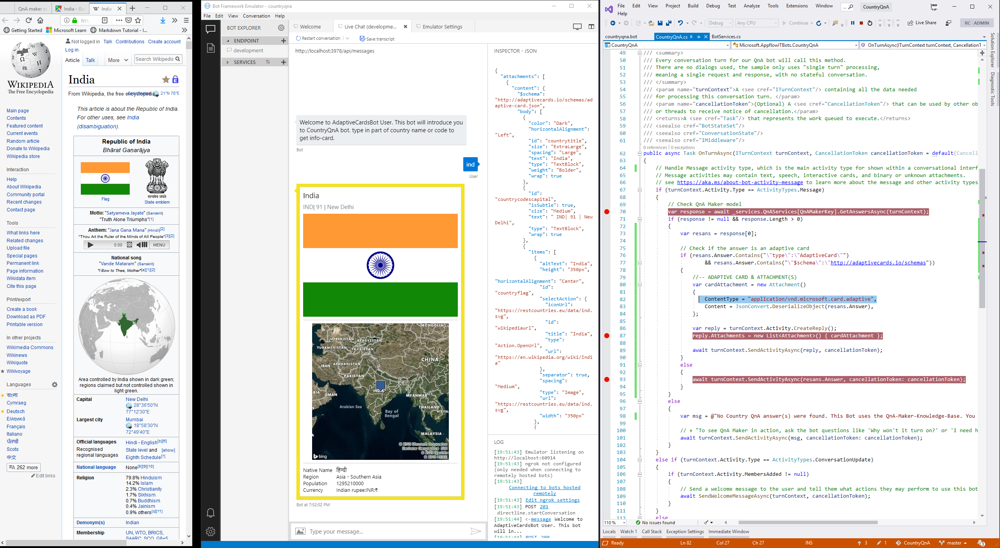 QnA maker sa
India - Go
India -
http
Getting Started
Microsoft Learn
Markdown Tutorial - I...
Not logged in Talk Contributions Create account
Log in
Article Talk More Search Wikipedia
WIKIPEDIA
The Free Encyclopedia
Main page
Contents
Featured content
Current events
Random article
Donate to Wikipedia
Wikipedia store
Interaction
Help
About Wikipedia
Community portal
Recent changes
Contact page
Tools
What links here
Related changes
Upload file
Special pages
Permanent link
Page information
Wikidata item
Cite this page
Print/export
Create a book
Download as PDF
Printable version
In other projects
Wikimedia Commons
Wikinews
Wikiquote
Wikivoyage
Languages
বাংলা
Cymraeg
Deutsch
Ελληνικά
Français
Italiano
ਪੰਜਾਬੀ
Scots
中文
262 more
Edit links
India
From Wikipedia, the free encyclopedia
21°N 78°E
This article is about the Republic of India.
For other uses, see India
(disambiguation).
Republic of India
Bhārat Gaṇarājya
सत्यमेव जयते
Flag
State emblem
Motto: "Satyameva Jayate" (Sanskrit)
"Truth Alone Triumphs"[1]
Anthem: "Jana Gana Mana" (Hindi)[2]
"Thou Art the Ruler of the Minds of All People"[3][2]
0:00 CC MENU
National song
"Vande Mataram" (Sanskrit)
"I Bow to Thee, Mother"[a][1][2]
Area controlled by India shown in dark green;
regions claimed but not controlled shown in
light green.
Capital New Delhi
28°36′50″N
77°12′30″E
Largest city Mumbai
18°58′30″N
72°49′40″E
Official languages Hindi · English[b][6]
Recognised
regional languages
State level and [show]
Eighth Schedule[7]
National language None[8][9][10]
Religion 79.8% Hinduism
14.2% Islam
2.3% Christianity
1.7% Sikhism
0.7% Buddhism
0.4% Jainism
0.9% others[c][11]
Demonym(s) Indian
Membership UN, WTO, BRICS,
SAARC, SCO, G8+5
Bot Framework Emulator - countryqna
File Edit View Conversation Help
BOT EXPLORER
ENDPOINT
development
SERVICES
Welcome
Live Chat (developme...
Emulator Settings
Restart conversation
Save transcript
http://localhost:3978/api/messages
Welcome to AdaptiveCardsBot User. This bot will introduce you
to CountryQnA bot. type in part of country name or code to
get info-card.
Bot
ind
User
India
IND| 91 | New Delhi
MONGOLIA
UZBEKISTAN
KYRGYZSTAN
TURKMENISTAN
TAJIKISTAN
CHINA
IRAN
AFGHANISTAN
PAKISTAN
INDIA
BIA
OMAN
MYANMAR
Arabian Sea
Bay of
Bengal
THAILAND
VIETN
MALAYSIA
© 2019 Microsoft Corporation
Earthstar Geographics SIO
© 2019 NavInfo
© 2019 HERE
bing
Native Name हिन्दी
Region Asia - Southern Asia
Population 1295210000
Currency Indian rupee:INR:₹
Bot at 7:52:02 PM
Type your message...
INSPECTOR - JSON
{
"attachments": [
{
"content": {
"$schema":
"http://adaptivecards.io/schemas/ad
aptive-card.json",
"body": [
{
"color": "Dark",
"horizontalAlignment":
"Left",
"id": "countrytitle",
"size": "ExtraLarge",
"spacing": "Large",
"text": "India",
"type": "TextBlock",
"weight": "Bolder",
"wrap": true
},
{
"id":
"countrycodescapital",
"isSubtle": true,
"size": "Medium",
"text": " IND| 91 | New
Delhi",
"type": "TextBlock",
"wrap": true
},
{
"items": [
{
"altText": "India",
"height": "350px",
"horizontalAlignment": "Center",
"id":
"countryflag",
"selectAction": {
"iconUrl":
"https://restcountries.eu/data/ind.
svg",
"id":
"wikipediaurl",
"title": "India",
"type":
"Action.OpenUrl",
"url":
"https://en.wikipedia.org/wiki/Indi
a"
},
"separator": true,
"spacing":
"Medium",
"type": "Image",
"url":
"https://restcountries.eu/data/ind.
svg",
"width": "350px"
},
{
LOG
[19:51:43] Emulator listening on
http://localhost:60914
[19:51:43] ngrok not configured
(only needed when connecting to
remotely hosted bots)
[19:51:43]
Connecting to bots hosted
remotely
[19:51:43] Edit ngrok settings
[19:51:43] POST 201
directline.startConversation
[19:51:44] <-message Welcome to
AdaptiveCardsBot User. This bot
will in...
[19:51:44] POST 200
File Edit View Project Build Debug Test Analyze Tools Extensions Window ... CountryQnA
Help
Debug Any CPU Continue Live Share RC ADMIN
countryqna.bot CountryQnA.cs BotServices.cs
CountryQnA Microsoft.AppflowITBots.CountryQnA OnTurnAsync(ITurnContext turnContext, CancellationT
Solution Explorer
Diagnostic Tools
49 /// <summary>
50 /// Every conversation turn for our QnA bot will call this method.
51 /// There are no dialogs used, the sample only uses "single turn" processing,
52 /// meaning a single request and response, with no stateful conversation.
53 /// </summary>
54 /// <param name="turnContext">A <see cref="ITurnContext"/> containing all the data needed
55 /// for processing this conversation turn. </param>
56 /// <param name="cancellationToken">(Optional) A <see cref="CancellationToken"/> that can be used by other ob
57 /// or threads to receive notice of cancellation.</param>
58 /// <returns>A <see cref="Task"/> that represents the work queued to execute.</returns>
59 /// <seealso cref="BotStateSet"/>
60 /// <seealso cref="ConversationState"/>
61 /// <seealso cref="IMiddleware"/>
0 references | 0 exceptions
62 public async Task OnTurnAsync(ITurnContext turnContext, CancellationToken cancellationToken = default(Cancell
63 {
64 // Handle Message activity type, which is the main activity type for shown within a conversational interf
65 // Message activities may contain text, speech, interactive cards, and binary or unknown attachments.
66 // see https://aka.ms/about-bot-activity-message to learn more about the message and other activity types
67 if (turnContext.Activity.Type == ActivityTypes.Message)
68 {
69 // Check QnA Maker model
70 var response = await _services.QnAServices[QnAMakerKey].GetAnswersAsync(turnContext);
71 if (response != null && response.Length > 0)
72 {
73 var resans = response[0];
74
75 // Check if the answer is an adaptive card
76 if (resans.Answer.Contains("\"type\":\"AdaptiveCard\"")
77 && resans.Answer.Contains("\"$schema\":\"http://adaptivecards.io/schemas"))
78 {
79 //-- ADAPTIVE CARD & ATTACHMENT(S)
80 var cardAttachment = new Attachment()
81 {
82 ContentType = "application/vnd.microsoft.card.adaptive",
83 Content = JsonConvert.DeserializeObject(resans.Answer),
84 };
85
86 var reply = turnContext.Activity.CreateReply();
87 reply.Attachments = new List<Attachment>() { cardAttachment };
88
89 await turnContext.SendActivityAsync(reply, cancellationToken);
90 }
91 else
92 {
93 await turnContext.SendActivityAsync(resans.Answer, cancellationToken: cancellationToken);
94 }
95 }
96 else
97 {
98 var msg = @"No Country QnA answer(s) were found. This Bot uses the QnA-Maker-Knowledge-Base. You
99
100 // + "To see QnA Maker in action, ask the bot questions like 'Why won't it turn on?' or 'I need h
101 await turnContext.SendActivityAsync(msg, cancellationToken: cancellationToken);
102 }
103 }
104 else if (turnContext.Activity.Type == ActivityTypes.ConversationUpdate)
105 {
106 if (turnContext.Activity.MembersAdded != null)
107 {
108 // Send a welcome message to the user and tell them what actions they may perform to use this bot
109 await SendWelcomeMessageAsync(turnContext, cancellationToken);
110 }
111 }
112 else
110 % No issues found
Locals Watch 1 Call Stack Exception Settings Immediate Window
Ready Ln 82 Col 27 Ch 27 INS 3 1 CountryQnA master 3